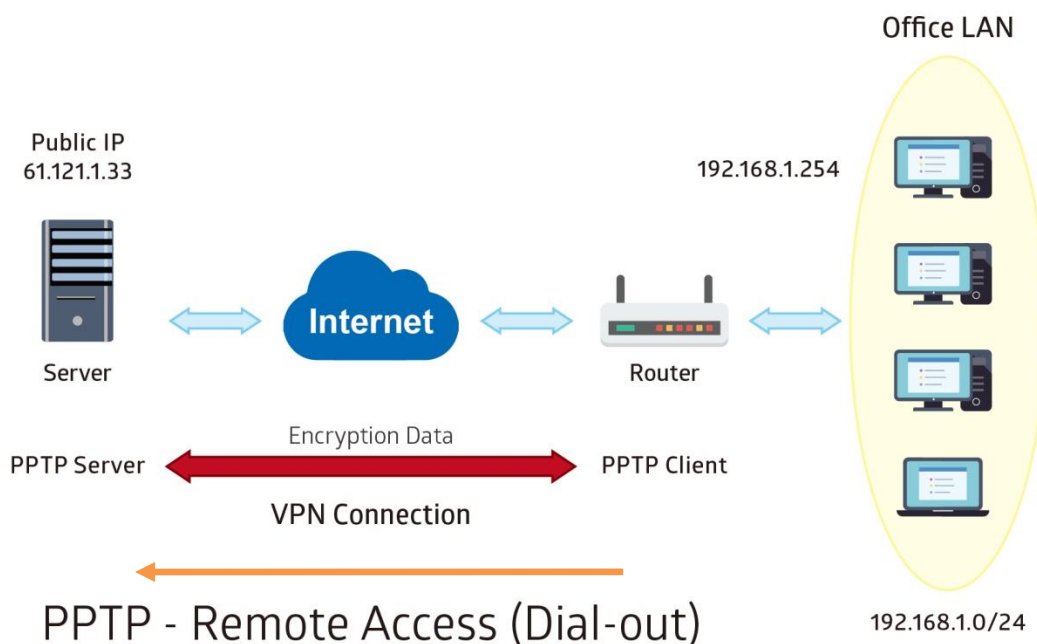 Office LAN
Public IP
61.121.1.33
192.168.1.254
Internet
Server
Router
Encryption Data
PPTP Server
PPTP Client
VPN Connection
PPTP - Remote Access (Dial-out)
192.168.1.0/24